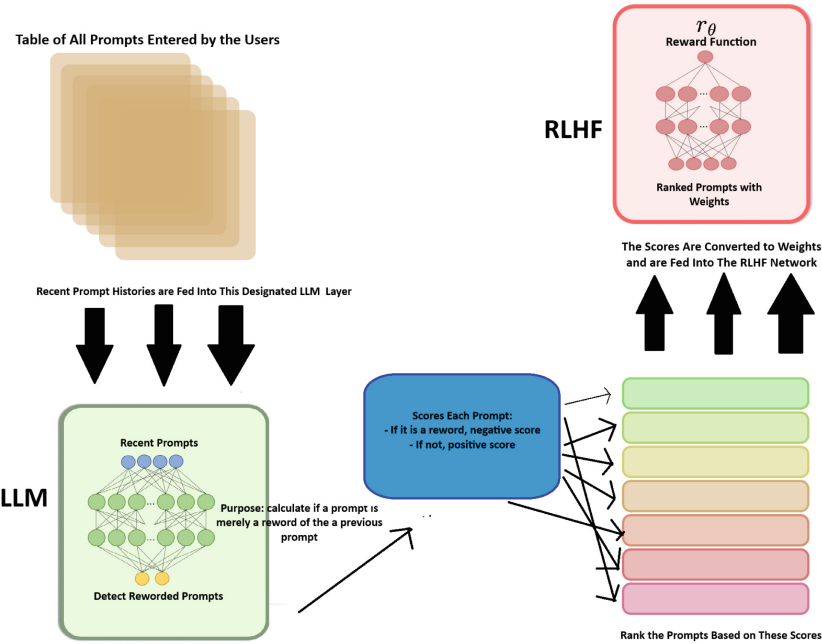 Table of All Prompts Entered by the Users
Recent Prompt Histories are Fed Into This Designated LLM Layer
LLM
Recent Prompts
Detect Reworded Prompts
Purpose: calculate if a prompt is
merely a reword of the a previous
prompt
Scores Each Prompt:
- If it is a reword, negative score
- If not, positive score
Rank the Prompts Based on These Scores
The Scores Are Converted to Weights
and are Fed Into The RLHF Network
RLHF
rθ
Reward Function
Ranked Prompts with
Weights